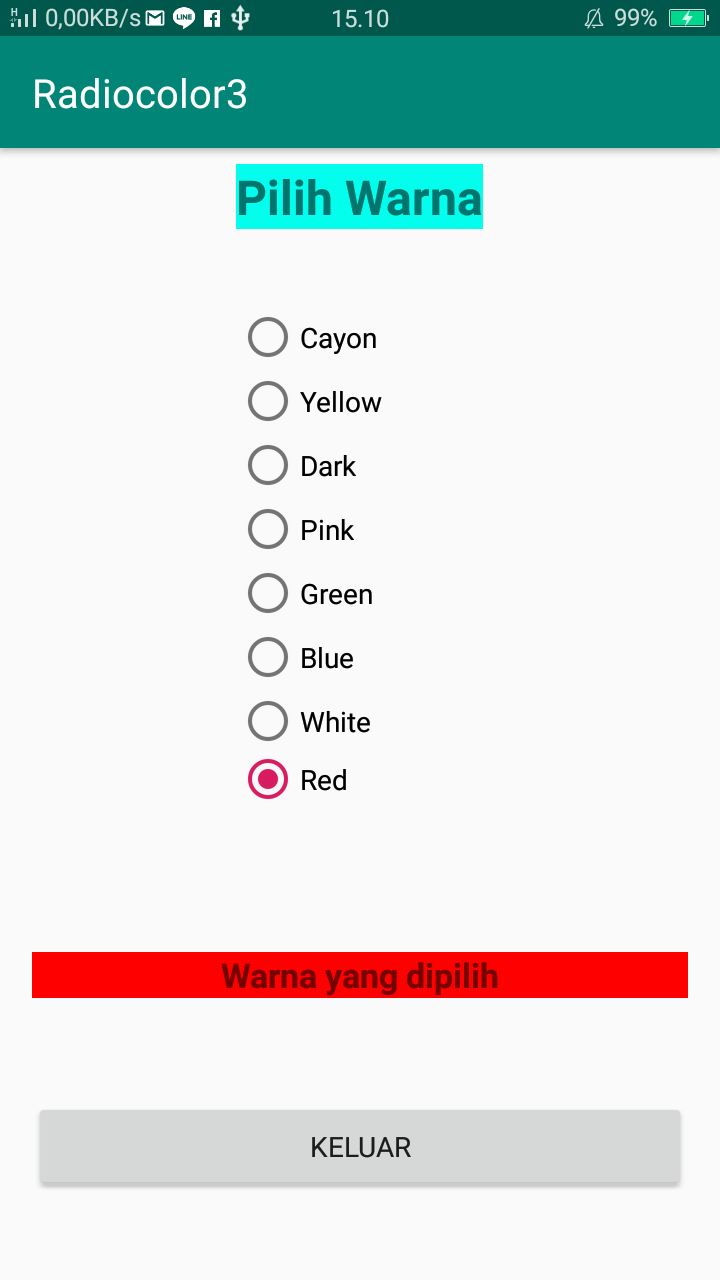 0,00KB/s LINE 15.10 99%
Radiocolor3
Pilih Warna
Cayon
Yellow
Dark
Pink
Green
Blue
White
Red
Warna yang dipilih
KELUAR